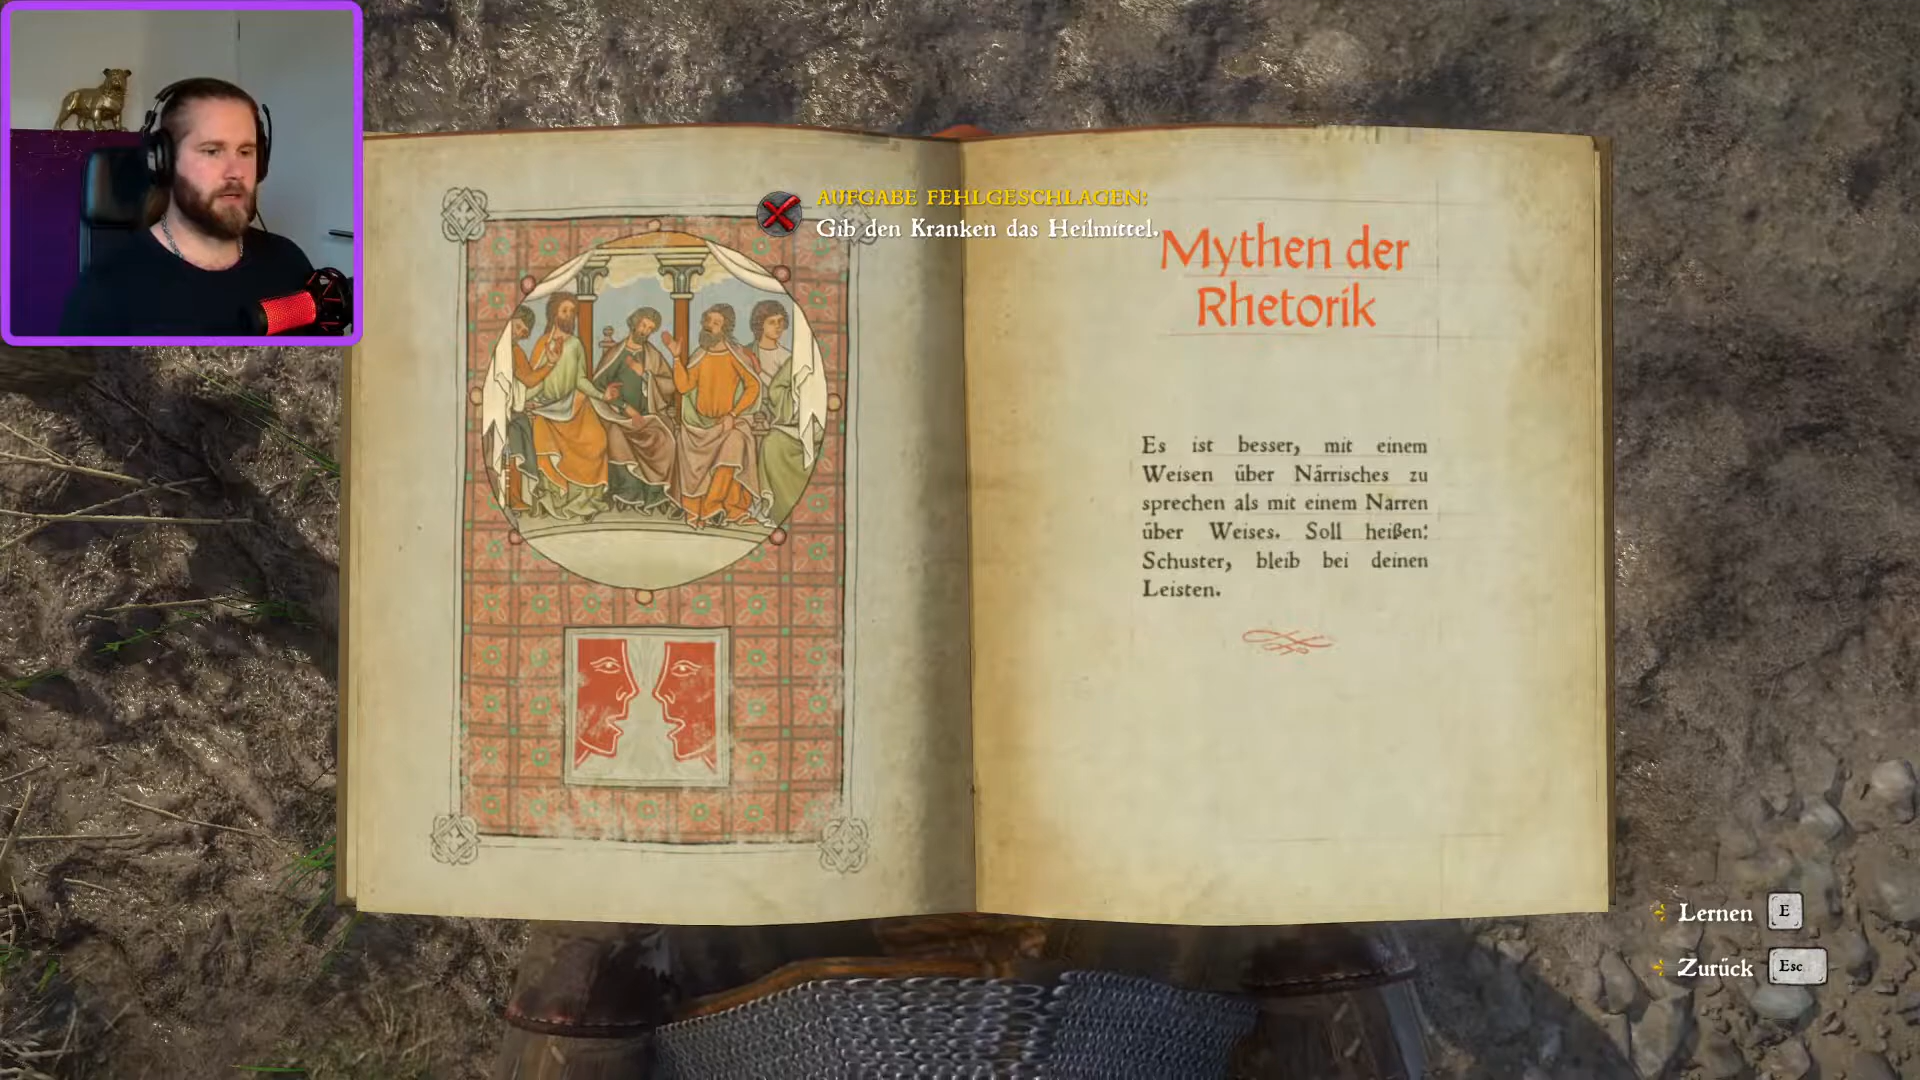 AUFGABE FEHLGESCHLAGEN:
Gib den Kranken das Heilmittel.
Mythen der
Rhetorik
Es ist besser, mit einem
Weisen über Närrisches zu
sprechen als mit einem Narren
über Weises. Soll heißen:
Schuster, bleib bei deinen
Leisten.
Lernen E
Zurück Esc